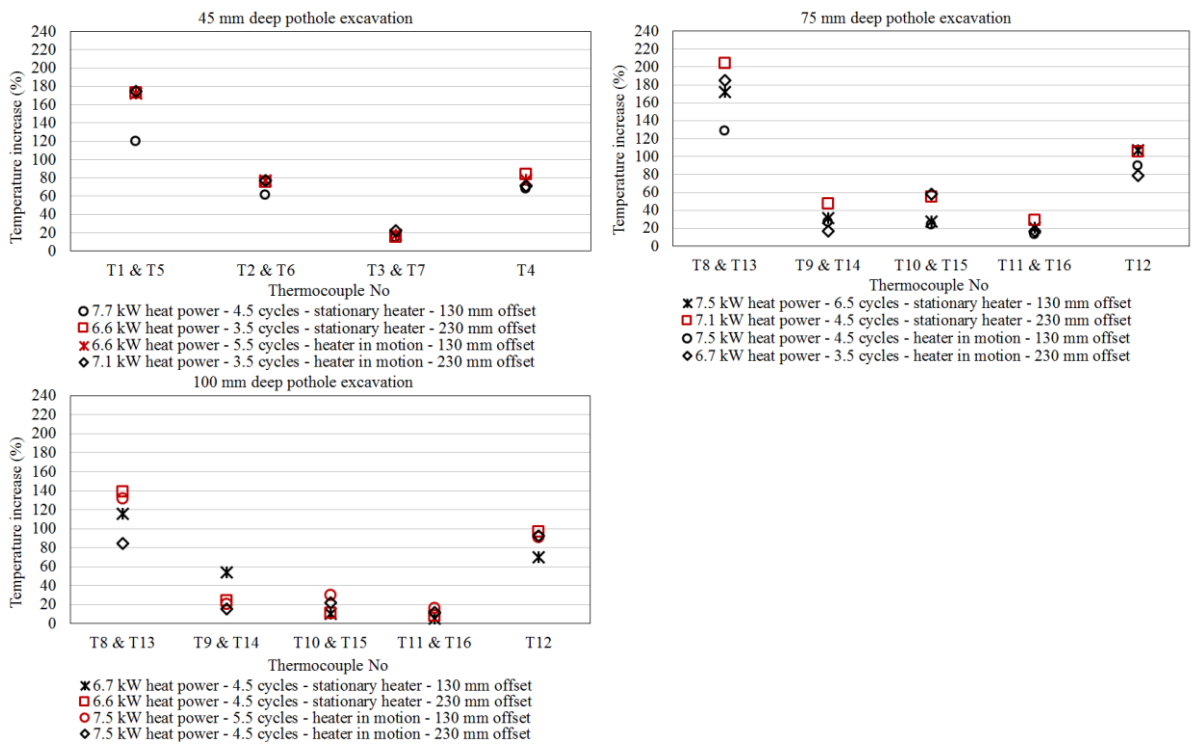 45 mm deep pothole excavation
240
220
200
180
160
140
120
100
80
60
40
20
0
Temperature increase (%)
T1 & T5 T2 & T6 T3 & T7 T4
Thermocouple No
7.7 kW heat power - 4.5 cycles - stationary heater - 130 mm offset
6.6 kW heat power - 3.5 cycles - stationary heater - 230 mm offset
6.6 kW heat power - 5.5 cycles - heater in motion - 130 mm offset
7.1 kW heat power - 3.5 cycles - heater in motion - 230 mm offset
75 mm deep pothole excavation
240
220
200
180
160
140
120
100
80
60
40
20
0
Temperature increase (%)
T8 & T13 T9 & T14 T10 & T15 T11 & T16 T12
Thermocouple No
7.5 kW heat power - 6.5 cycles - stationary heater - 130 mm offset
7.1 kW heat power - 4.5 cycles - stationary heater - 230 mm offset
7.5 kW heat power - 4.5 cycles - heater in motion - 130 mm offset
6.7 kW heat power - 3.5 cycles - heater in motion - 230 mm offset
100 mm deep pothole excavation
240
220
200
180
160
140
120
100
80
60
40
20
0
Temperature increase (%)
T8 & T13 T9 & T14 T10 & T15 T11 & T16 T12
Thermocouple No
6.7 kW heat power - 4.5 cycles - stationary heater - 130 mm offset
6.6 kW heat power - 4.5 cycles - stationary heater - 230 mm offset
7.5 kW heat power - 5.5 cycles - heater in motion - 130 mm offset
7.5 kW heat power - 4.5 cycles - heater in motion - 230 mm offset